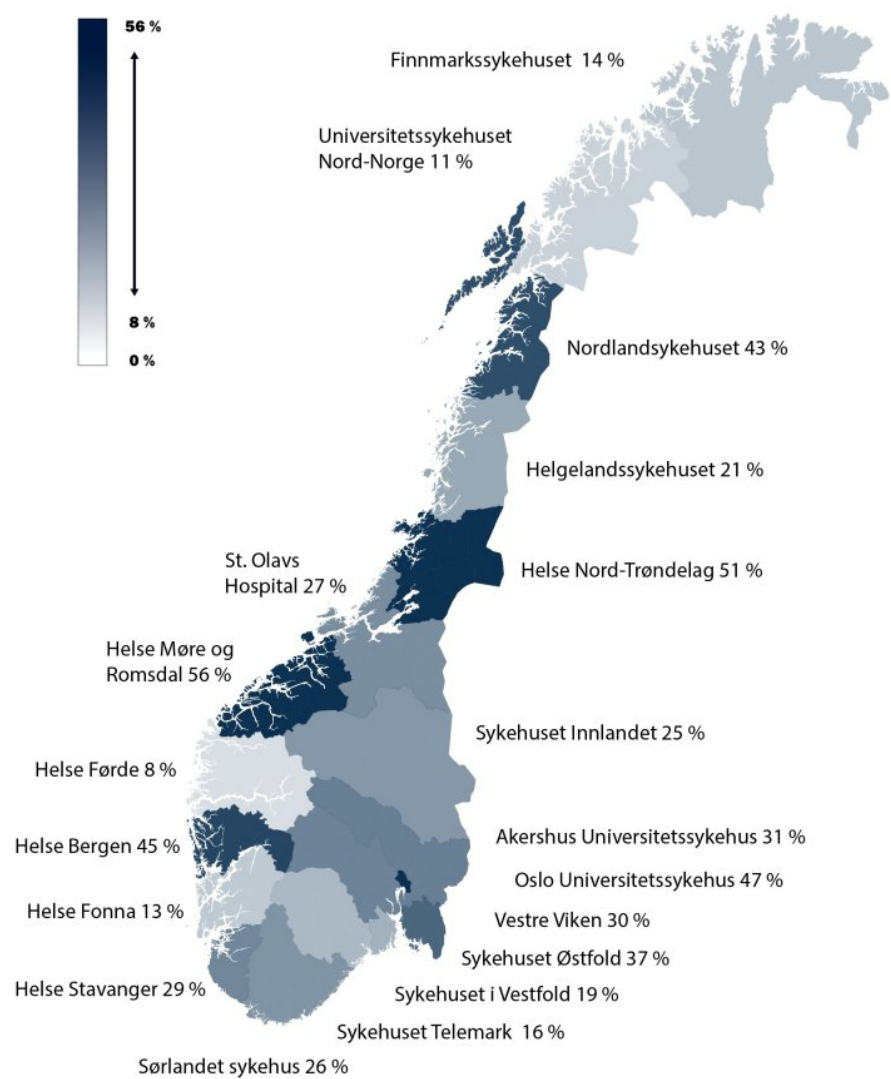 56 %
8 %
0 %
Finnmarkssykehuset 14 %
Universitetssykehuset
Nord-Norge 11 %
Nordlandsykehuset 43 %
Helgelandssykehuset 21 %
St. Olavs
Hospital 27 %
Helse Nord-Trøndelag 51 %
Helse Møre og
Romsdal 56 %
Sykehuset Innlandet 25 %
Helse Førde 8 %
Akershus Universitetssykehus 31 %
Helse Bergen 45 %
Oslo Universitetssykehus 47 %
Helse Fonna 13 %
Vestre Viken 30 %
Sykehuset Østfold 37 %
Helse Stavanger 29 %
Sykehuset i Vestfold 19 %
Sykehuset Telemark 16 %
Sørlandet sykehus 26 %